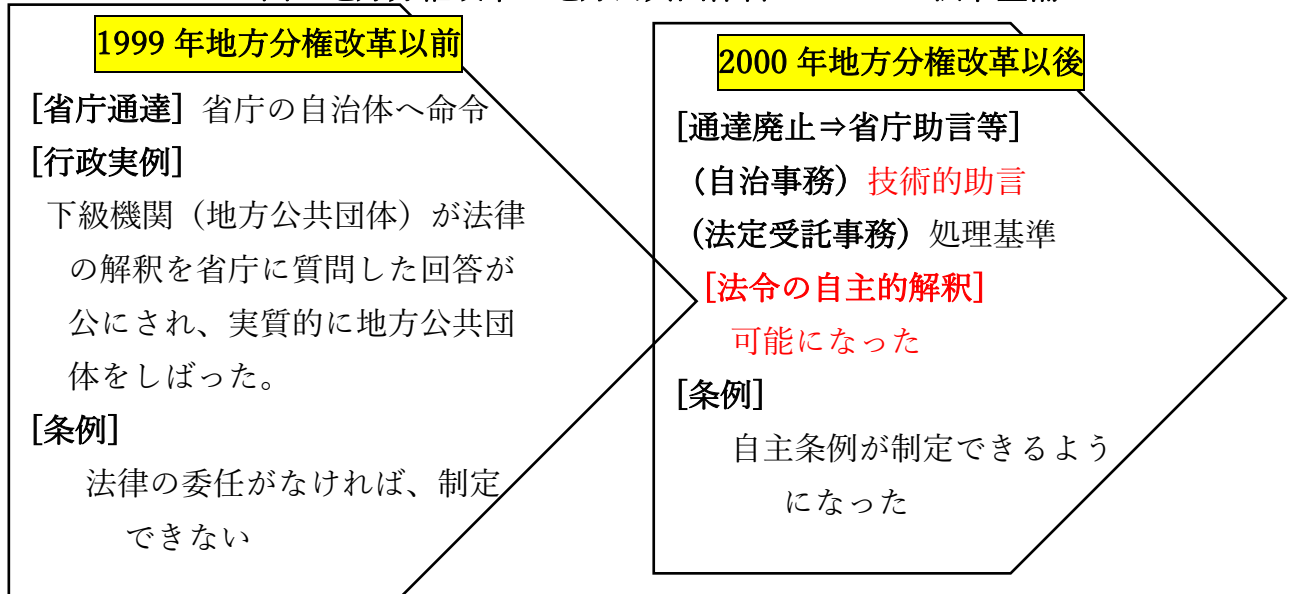 1999 年地方分権改革以前
[省庁通達] 省庁の自治体へ命令
[行政実例]
下級機関（地方公共団体）が法律
の解釈を省庁に質問した回答が
公にされ、実質的に地方公共団
体をしばった。
[条例]
法律の委任がなければ、制定
できない
2000 年地方分権改革以後
[通達廃止⇒省庁助言等]
（自治事務）技術的助言
（法定受託事務）処理基準
[法令の自主的解釈]
可能になった
[条例]
自主条例が制定できるよう
になった